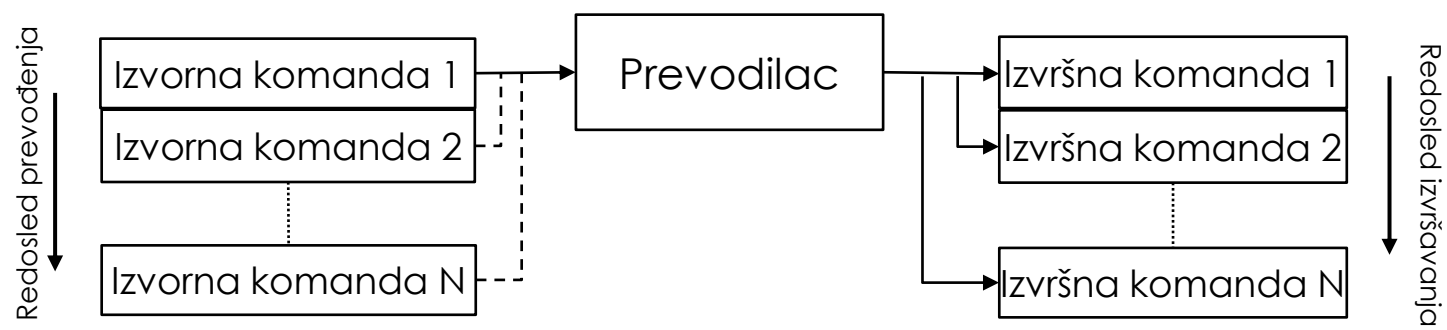 Redosled prevođenja
Izvorna komanda 1
Izvorna komanda 2
Izvorna komanda N
Prevodilac
Izvršna komanda 1
Izvršna komanda 2
Izvršna komanda N
Redosled izvršavanja